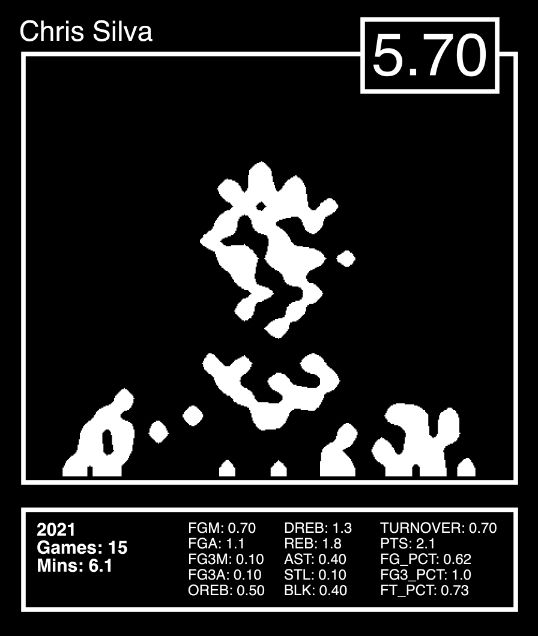 Chris Silva
5.70
2021
Games: 15
Mins: 6.1
FGM: 0.70
FGA: 1.1
FG3M: 0.10
FG3A: 0.10
OREB: 0.50
DREB: 1.3
REB: 1.8
AST: 0.40
STL: 0.10
BLK: 0.40
TURNOVER: 0.70
PTS: 2.1
FG_PCT: 0.62
FG3_PCT: 1.0
FT_PCT: 0.73